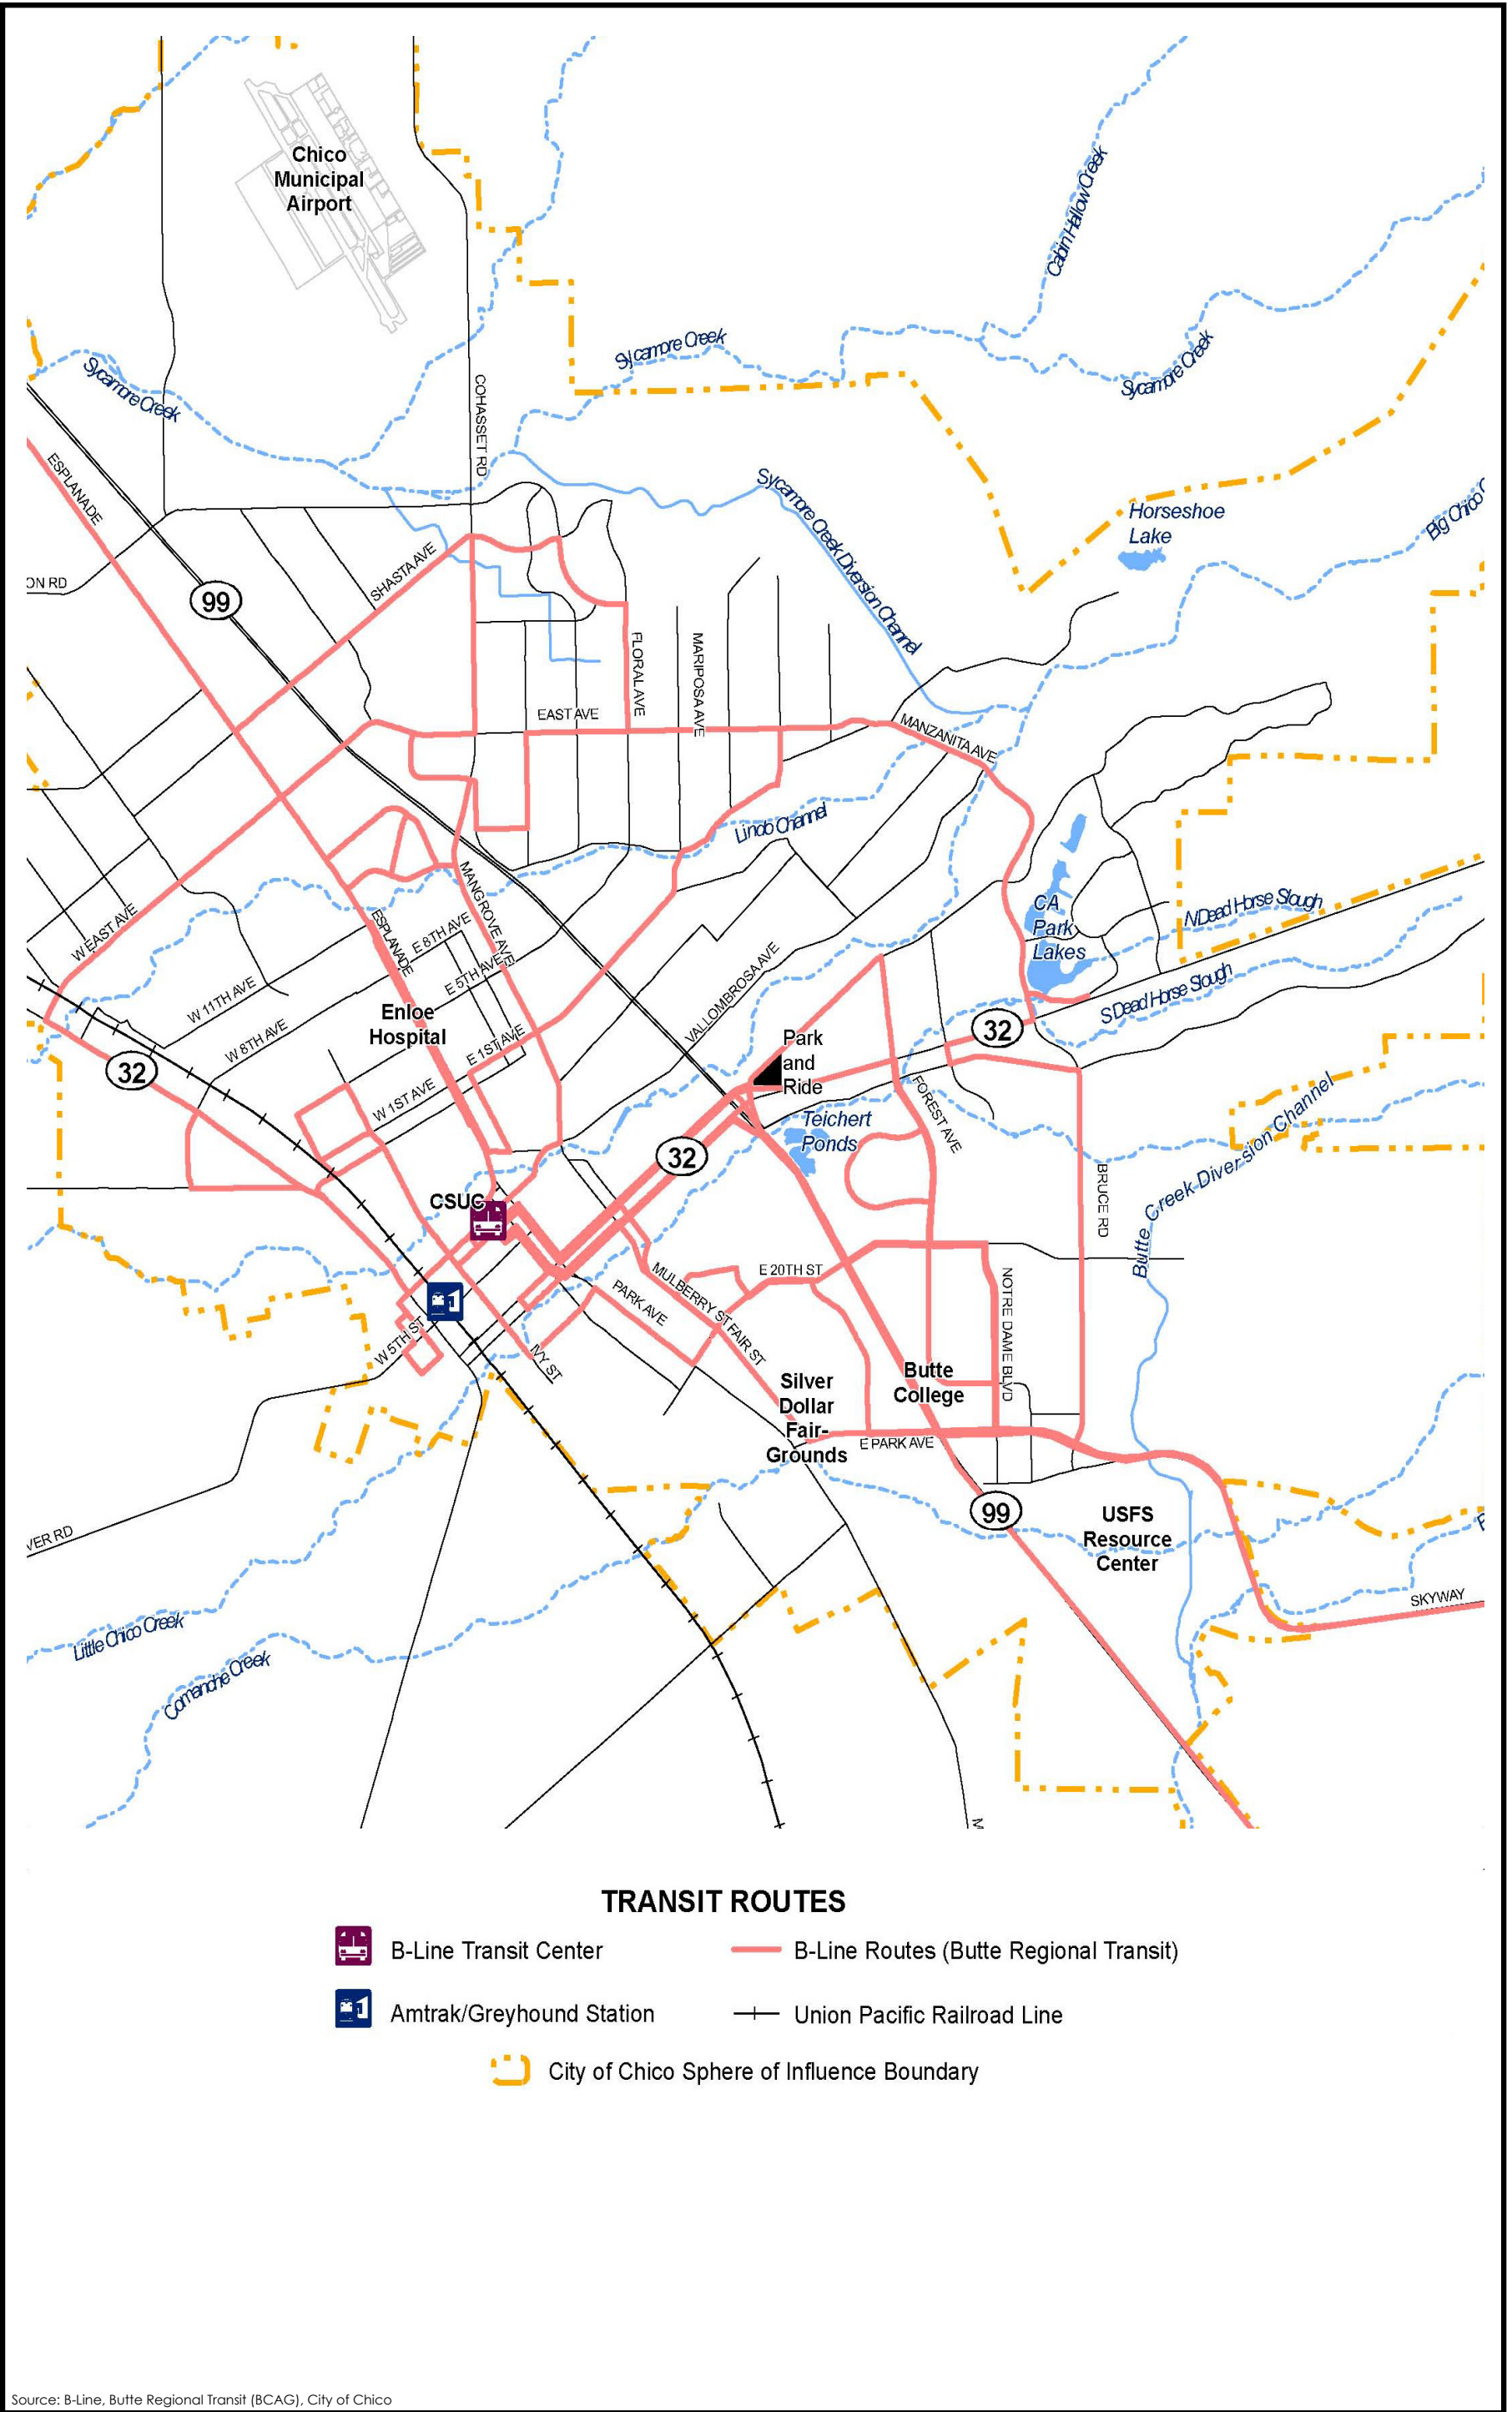 Chico
Municipal
Airport
Cabin Hallow Creek
Sycamore Creek
Sycamore Creek
Sycamore Creek
COHASSET RD
ESPLANADE
Sycamore Creek Diversion Channel
Horseshoe
Lake
Big Chico C
SHASTA AVE
ON RD
99
FLORAL AVE
MARIPOSA AVE
EAST AVE
MANZANITA AVE
Lindo Channel
MANGROVE AVE
CA
Park
Lakes
N Dead Horse Slough
W EAST AVE
ESPLANADE
E 8TH AVE
E 5TH AVE
VALLOMBROSA AVE
S Dead Horse Slough
W 11TH AVE
Enloe
Hospital
W 8TH AVE
E 1ST AVE
Park
and
Ride
32
32
W 1ST AVE
FOREST AVE
Teichert
Ponds
32
Butte Creek Diversion Channel
BRUCE RD
CSUC
E 20TH ST
MULBERRY ST
PARK AVE
NOTRE DAME BLVD
W 5TH ST
IVY ST
FAIR ST
Silver
Dollar
Fair-
Grounds
Butte
College
E PARK AVE
99
USFS
Resource
Center
VER RD
SKYWAY
Little Chico Creek
Comanche Creek
TRANSIT ROUTES
B-Line Transit Center
B-Line Routes (Butte Regional Transit)
Amtrak/Greyhound Station
Union Pacific Railroad Line
City of Chico Sphere of Influence Boundary
Source: B-Line, Butte Regional Transit (BCAG), City of Chico